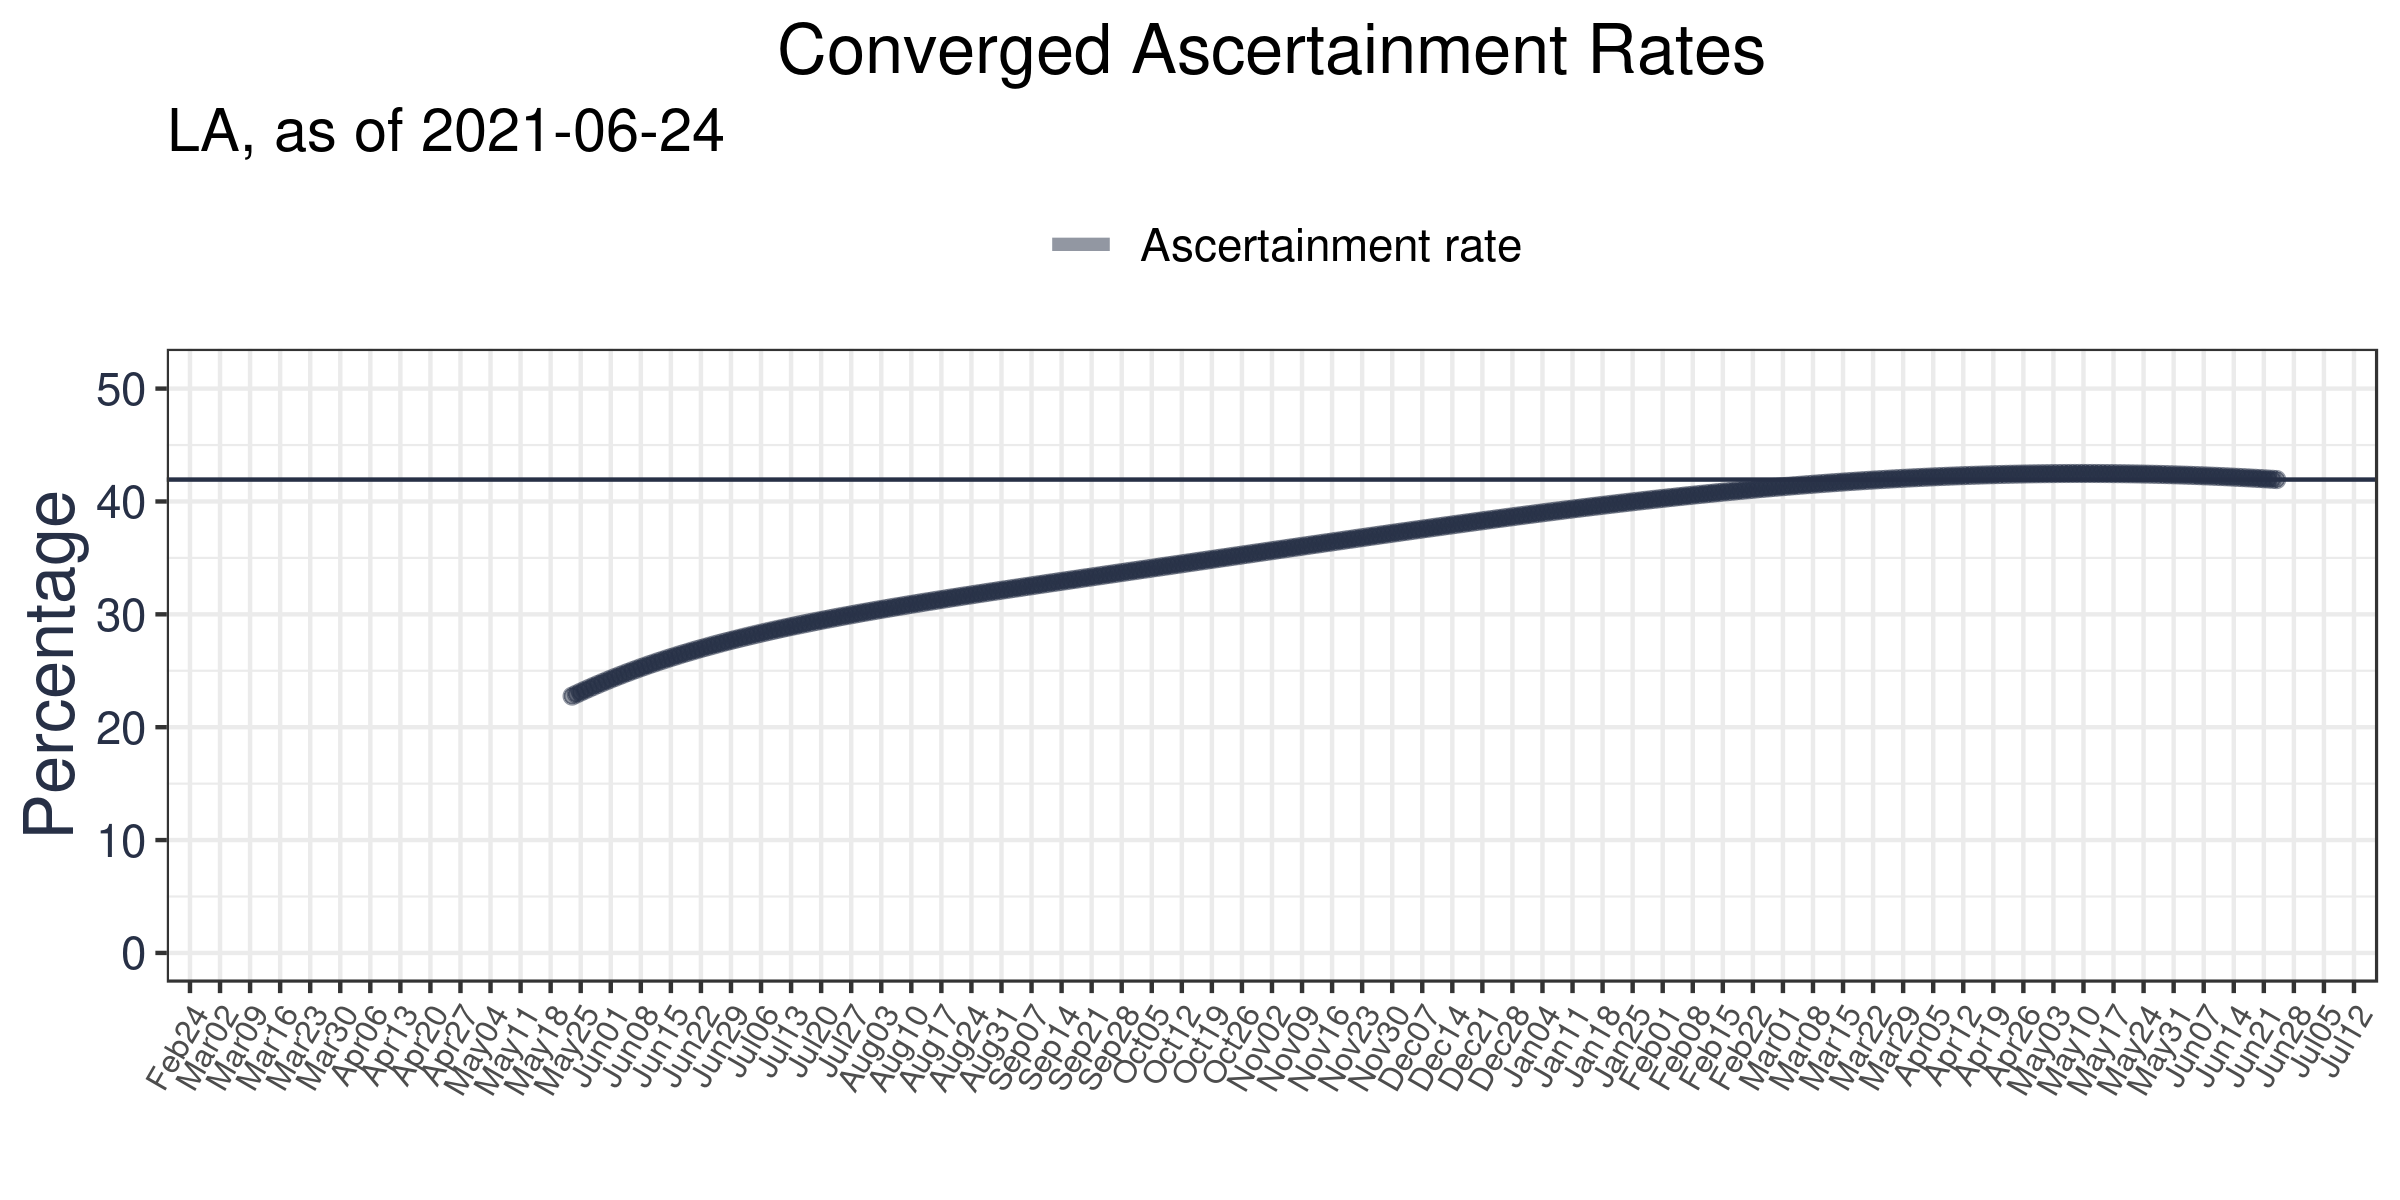 Converged Ascertainment Rates
LA, as of 2021-06-24
Ascertainment rate
Percentage
50
40
30
20
10
0
Feb24
Mar02
Mar09
Mar16
Mar23
Mar30
Apr06
Apr13
Apr20
Apr27
May04
May11
May18
May25
Jun01
Jun08
Jun15
Jun22
Jun29
Jul06
Jul13
Jul20
Jul27
Aug03
Aug10
Aug17
Aug24
Aug31
Sep07
Sep14
Sep21
Sep28
Oct05
Oct12
Oct19
Oct26
Nov02
Nov09
Nov16
Nov23
Nov30
Dec07
Dec14
Dec21
Dec28
Jan04
Jan11
Jan18
Jan25
Feb01
Feb08
Feb15
Feb22
Mar01
Mar08
Mar15
Mar22
Mar29
Apr05
Apr12
Apr19
Apr26
May03
May10
May17
May24
May31
Jun07
Jun14
Jun21
Jun28
Jul05
Jul12